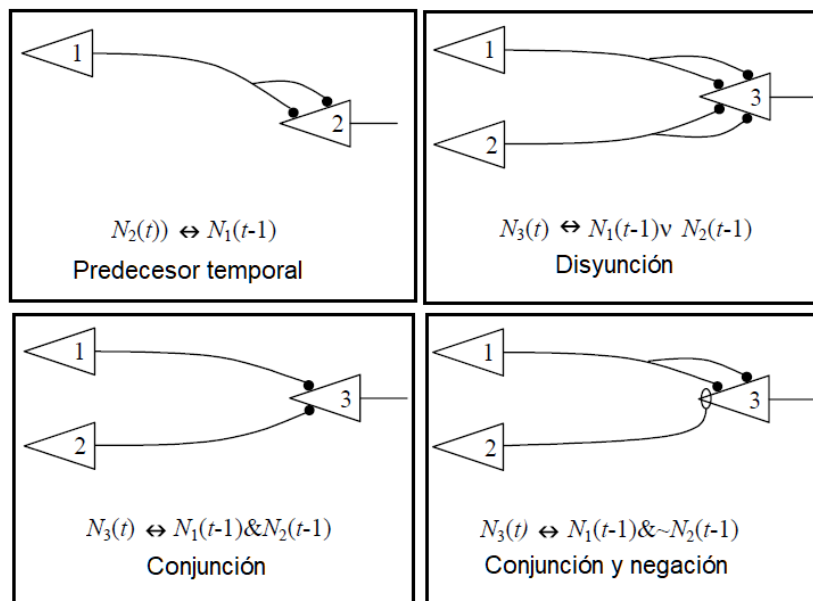 1
2
N₂(t)) ↔ N₁(t-1)
Predecesor temporal
1
2
3
N₃(t) ↔ N₁(t-1)v N₂(t-1)
Disyunción
1
2
3
N₃(t) ↔ N₁(t-1)&N₂(t-1)
Conjunción
1
2
3
N₃(t) ↔ N₁(t-1)&~N₂(t-1)
Conjunción y negación